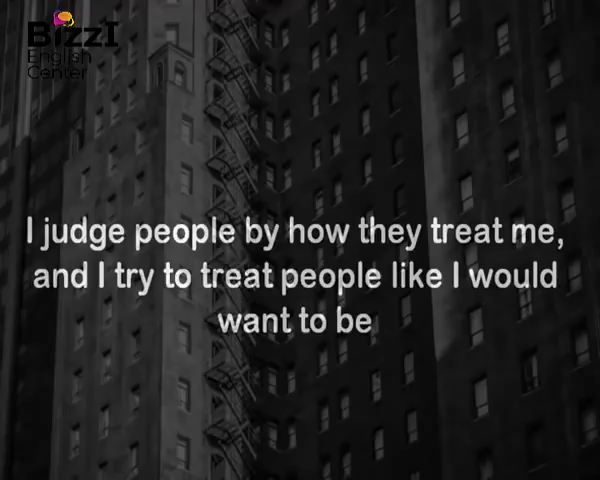 BizzI
English
Center
I judge people by how they treat me,
and I try to treat people like I would
want to be